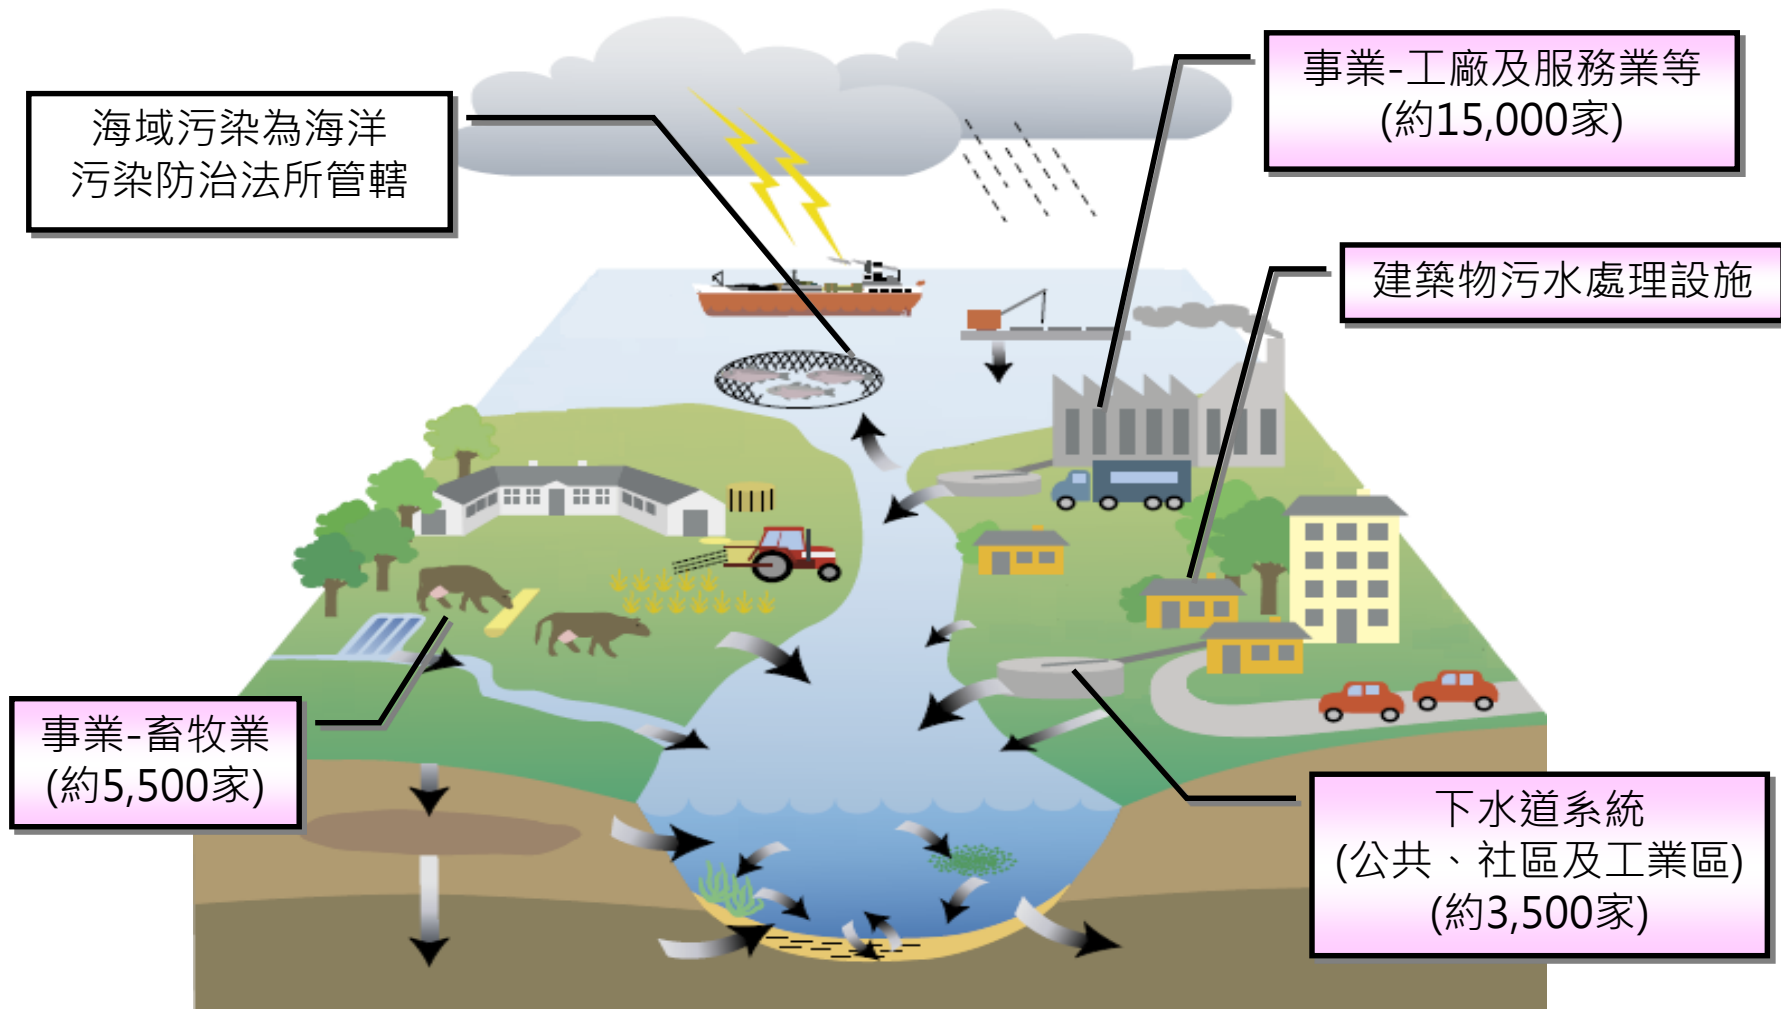 海域污染為海洋
污染防治法所管轄
事業-工廠及服務業等
(約15,000家)
建築物污水處理設施
事業-畜牧業
(約5,500家)
下水道系統
(公共、社區及工業區)
(約3,500家)